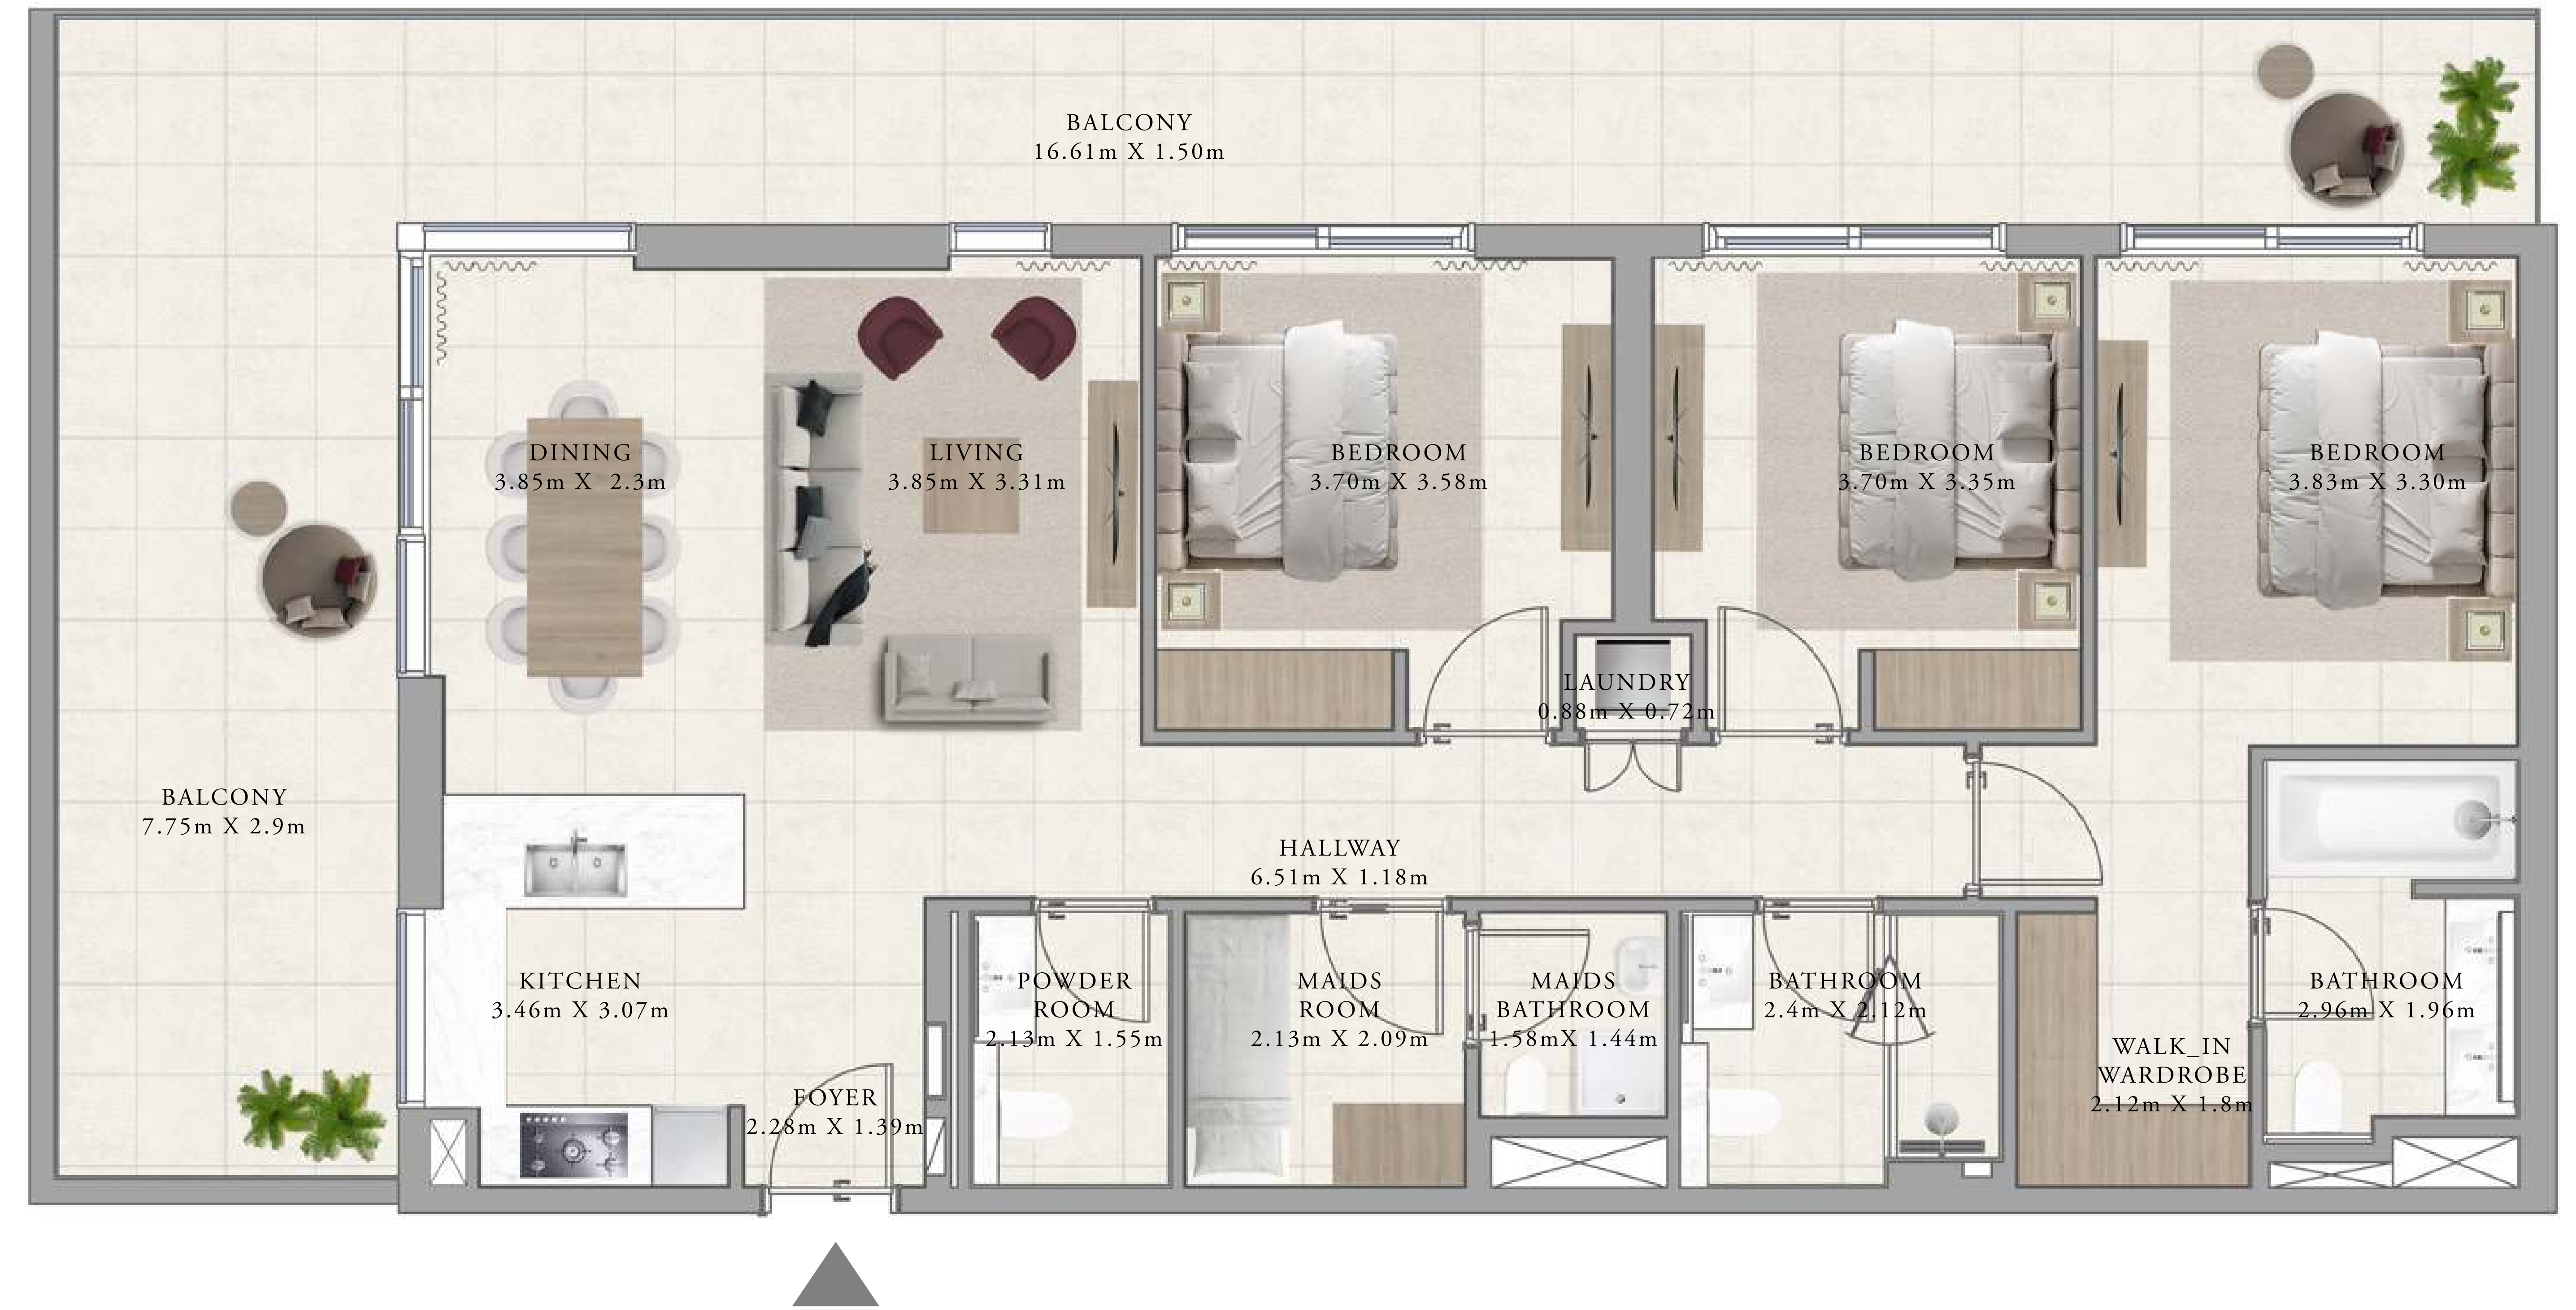 BALCONY
16.61m X 1.50m
DINING
3.85m X 2.3m
LIVING
3.85m X 3.31m
BEDROOM
3.70m X 3.58m
BEDROOM
3.70m X 3.35m
BEDROOM
3.83m X 3.30m
LAUNDRY
0.88m X 0.72m
BALCONY
7.75m X 2.9m
HALLWAY
6.51m X 1.18m
KITCHEN
3.46m X 3.07m
POWDER
ROOM
2.13m X 1.55m
MAIDS
ROOM
2.13m X 2.09m
MAIDS
BATHROOM
1.58mX 1.44m
BATHROOM
2.4m X 2.12m
BATHROOM
2.96m X 1.96m
WALK_IN
WARDROBE
2.12m X 1.8m
FOYER
2.28m X 1.39m